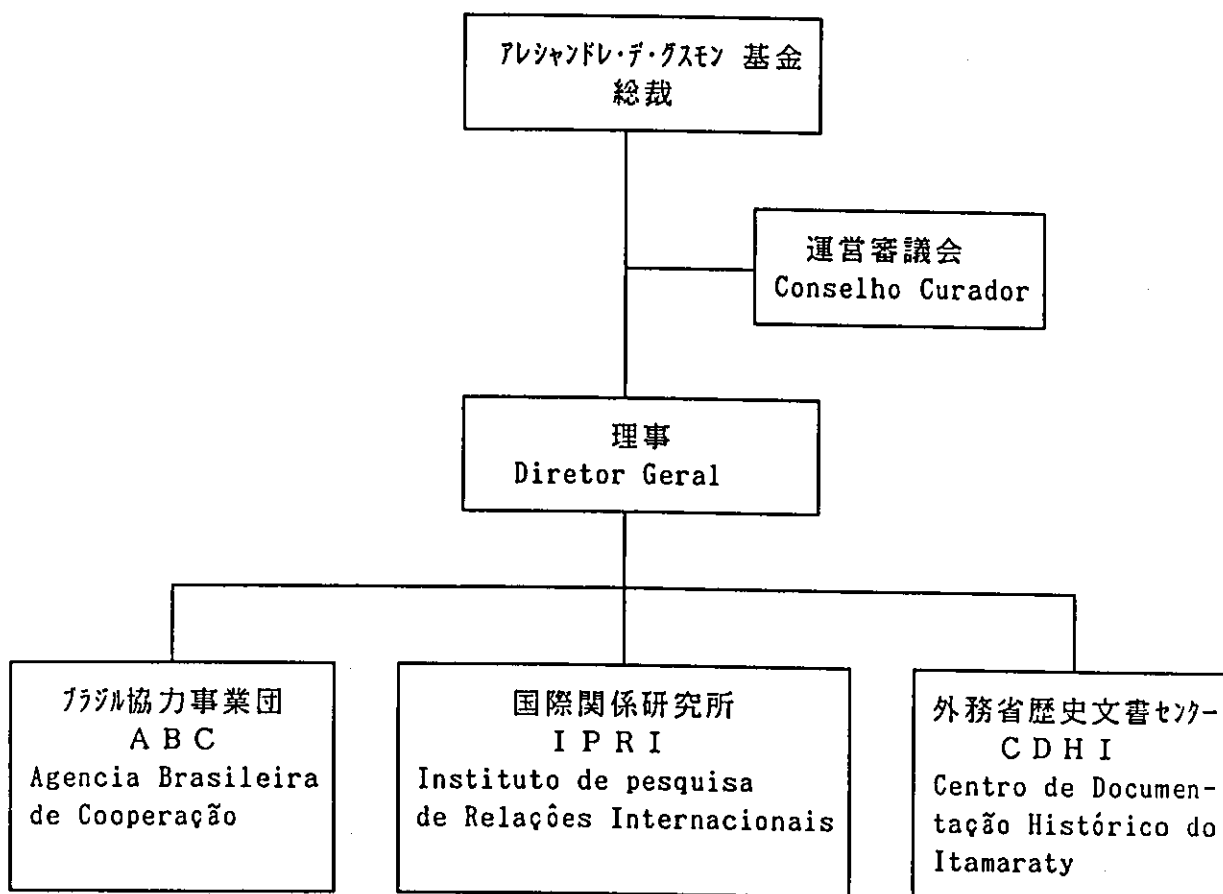 ｱﾚｼｬﾝﾄﾞﾚ・ﾃﾞ・ｸﾞｽﾓﾝ 基金
総裁
運営審議会
Conselho Curador
理事
Diretor Geral
ﾌﾞﾗｼﾞﾙ協力事業団
ＡＢＣ
Agencia Brasileira
de Cooperação
国際関係研究所
ＩＰＲＩ
Instituto de pesquisa
de Relações Internacionais
外務省歴史文書ｾﾝﾀｰ
ＣＤＨＩ
Centro de Documen-
tação Histórico do
Itamaraty